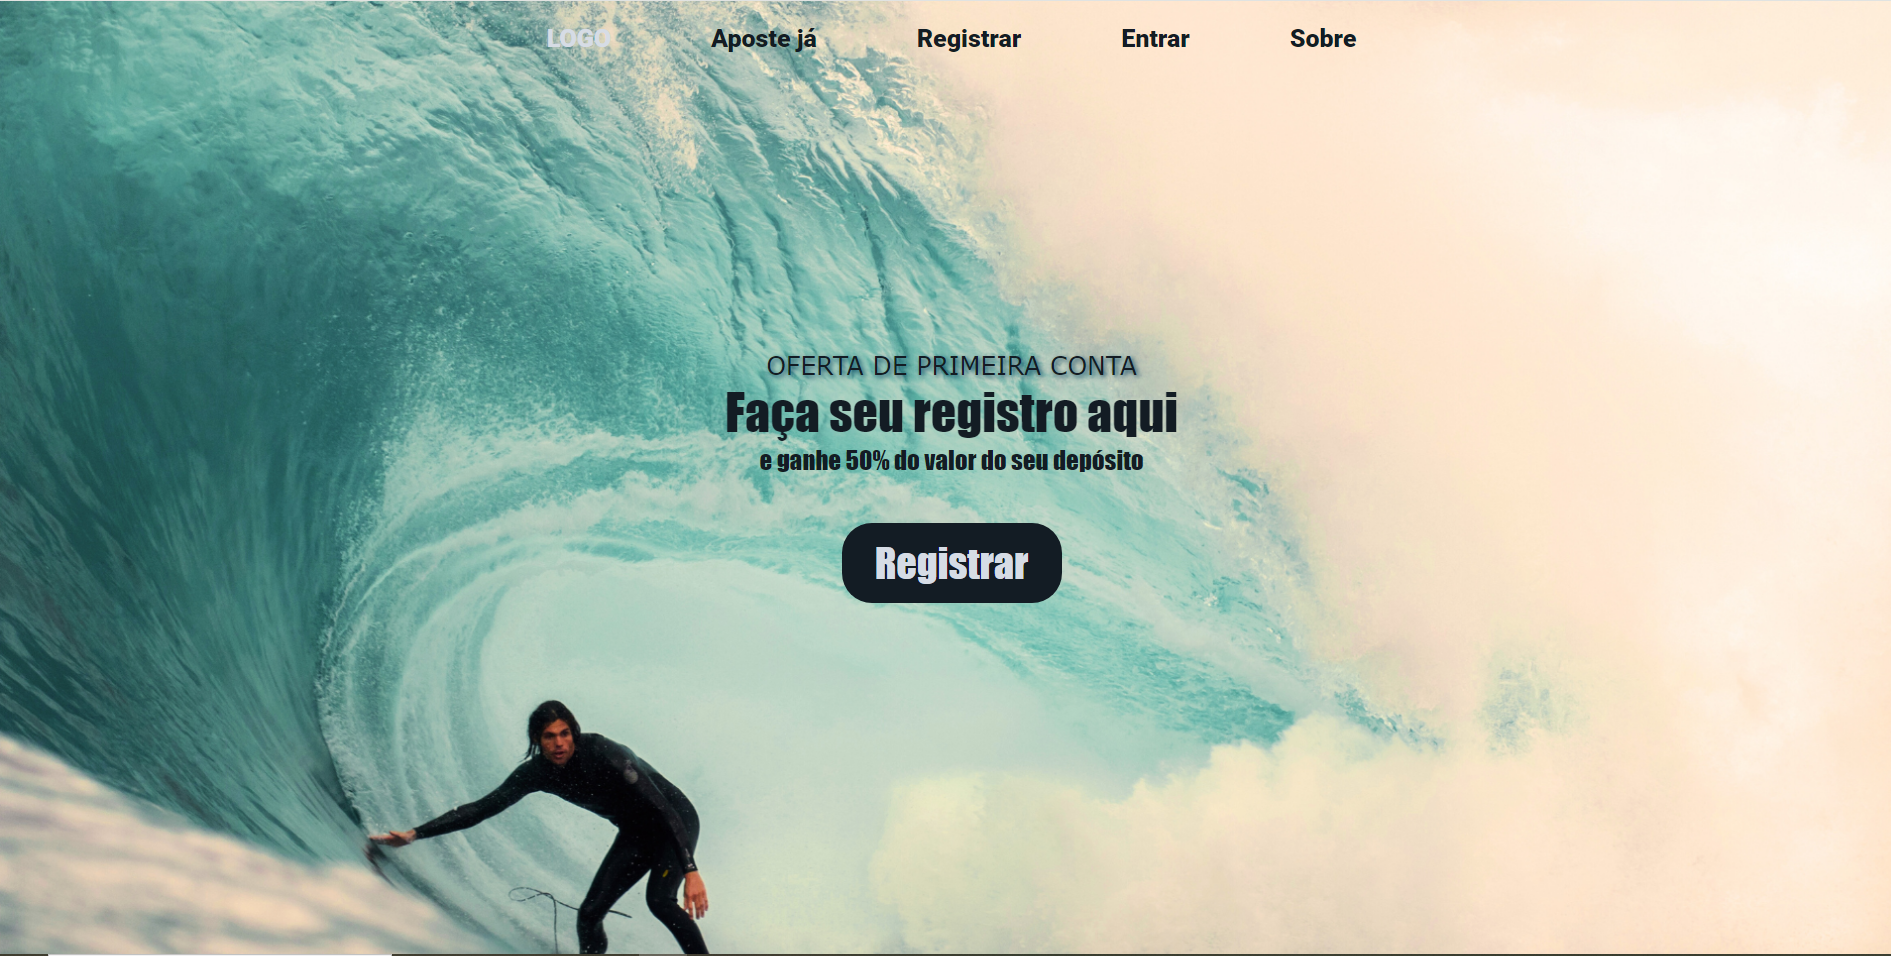 LOGO Aposte já Registrar Entrar Sobre
OFERTA DE PRIMEIRA CONTA
Faça seu registro aqui
e ganhe 50% do valor do seu depósito
Registrar